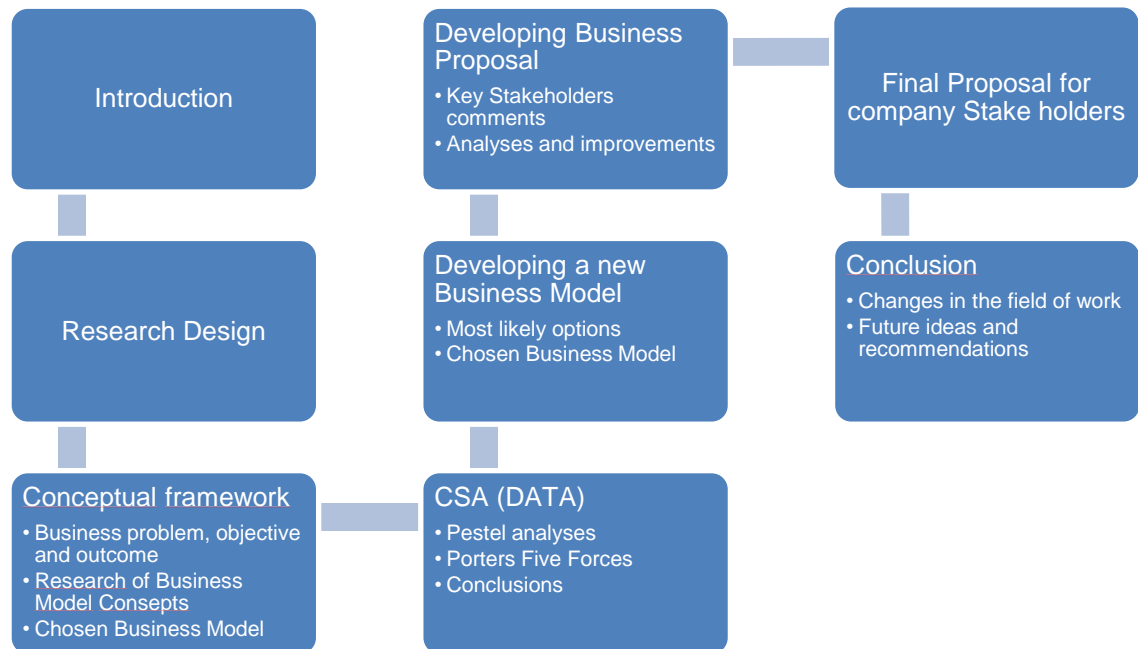 Introduction
Research Design
Conceptual framework
• Business problem, objective
and outcome
• Research of Business
Model Consepts
• Chosen Business Model
CSA (DATA)
• Pestel analyses
• Porters Five Forces
• Conclusions
Developing a new
Business Model
• Most likely options
• Chosen Business Model
Developing Business
Proposal
• Key Stakeholders
comments
• Analyses and improvements
Final Proposal for
company Stake holders
Conclusion
• Changes in the field of work
• Future ideas and
recommendations